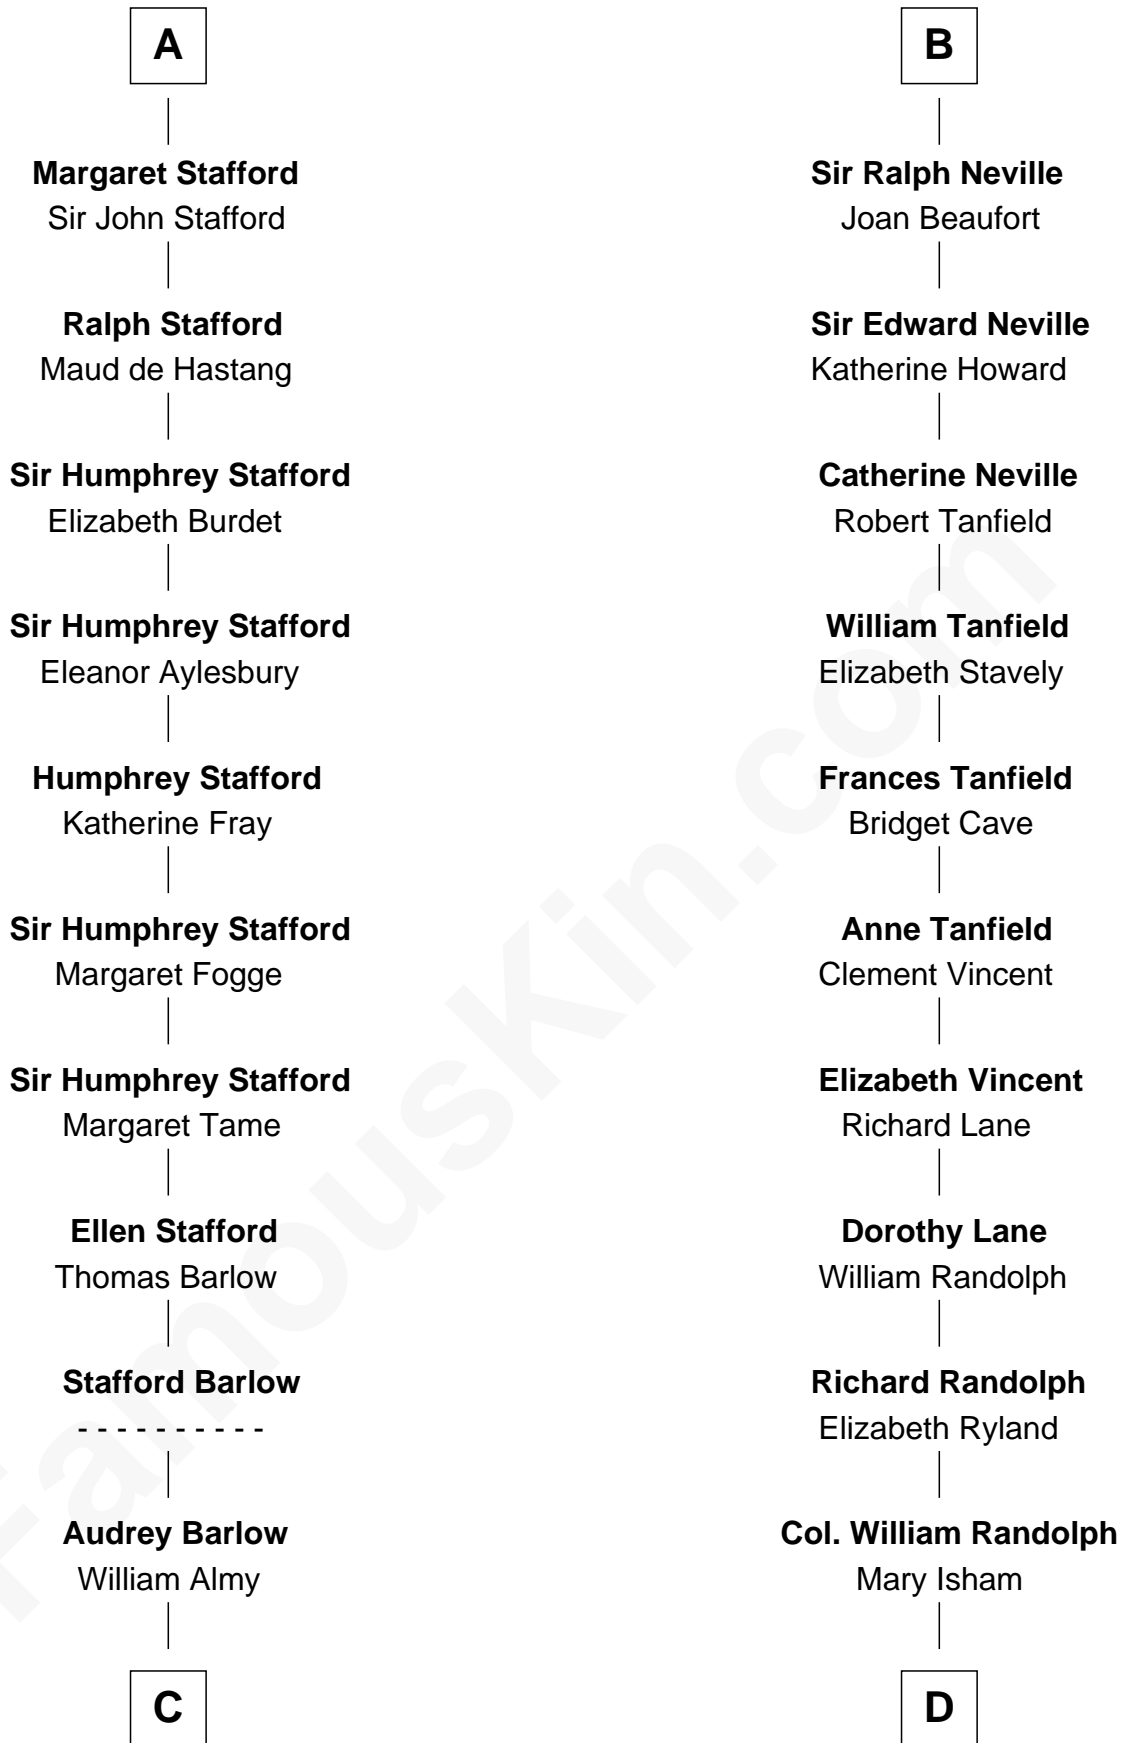 A
Margaret Stafford
Sir John Stafford
Ralph Stafford
Maud de Hastang
Sir Humphrey Stafford
Elizabeth Burdet
Sir Humphrey Stafford
Eleanor Aylesbury
Humphrey Stafford
Katherine Fray
Sir Humphrey Stafford
Margaret Fogge
Sir Humphrey Stafford
Margaret Tame
Ellen Stafford
Thomas Barlow
Stafford Barlow
- - - - - - - - - -
Audrey Barlow
William Almy
C
B
Sir Ralph Neville
Joan Beaufort
Sir Edward Neville
Katherine Howard
Catherine Neville
Robert Tanfield
William Tanfield
Elizabeth Stavely
Frances Tanfield
Bridget Cave
Anne Tanfield
Clement Vincent
Elizabeth Vincent
Richard Lane
Dorothy Lane
William Randolph
Richard Randolph
Elizabeth Ryland
Col. William Randolph
Mary Isham
D
FamousKin.com